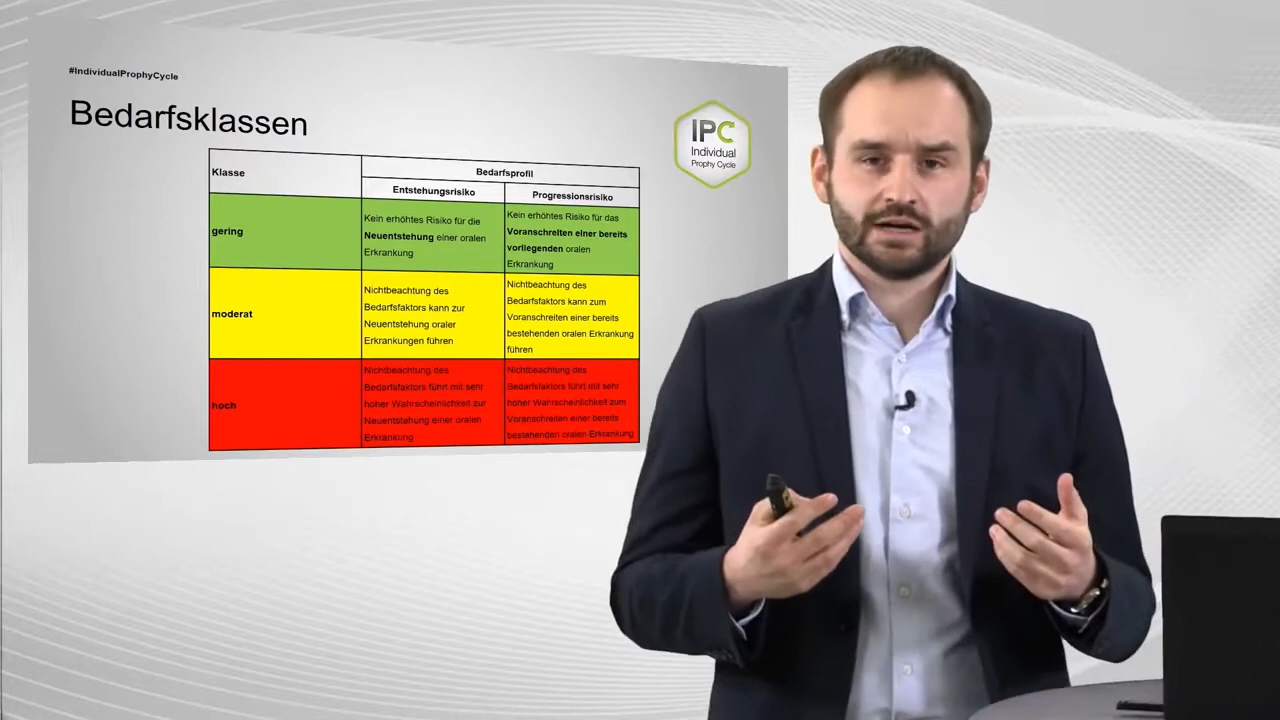 #IndividualProphyCycle
Bedarfsklassen
IPC
Individual
Prophy Cycle
Klasse
Bedarfsprofil
Entstehungsrisiko
Progressionsrisiko
gering
Kein erhöhtes Risiko für die
Neuentstehung einer oralen
Erkrankung
Kein erhöhtes Risiko für das
Voranschreiten einer bereits
vorliegenden oralen
Erkrankung
moderat
Nichtbeachtung des
Bedarfsfaktors kann zur
Neuentstehung oraler
Erkrankungen führen
Nichtbeachtung des
Bedarfsfaktors kann zum
Voranschreiten einer bereits
bestehenden oralen Erkrankung
führen
hoch
Nichtbeachtung des
Bedarfsfaktors führt mit sehr
hoher Wahrscheinlichkeit zur
Neuentstehung einer oralen
Erkrankung
Nichtbeachtung des
Bedarfsfaktors führt mit sehr
hoher Wahrscheinlichkeit zum
Voranschreiten einer bereits
bestehenden oralen Erkrankung